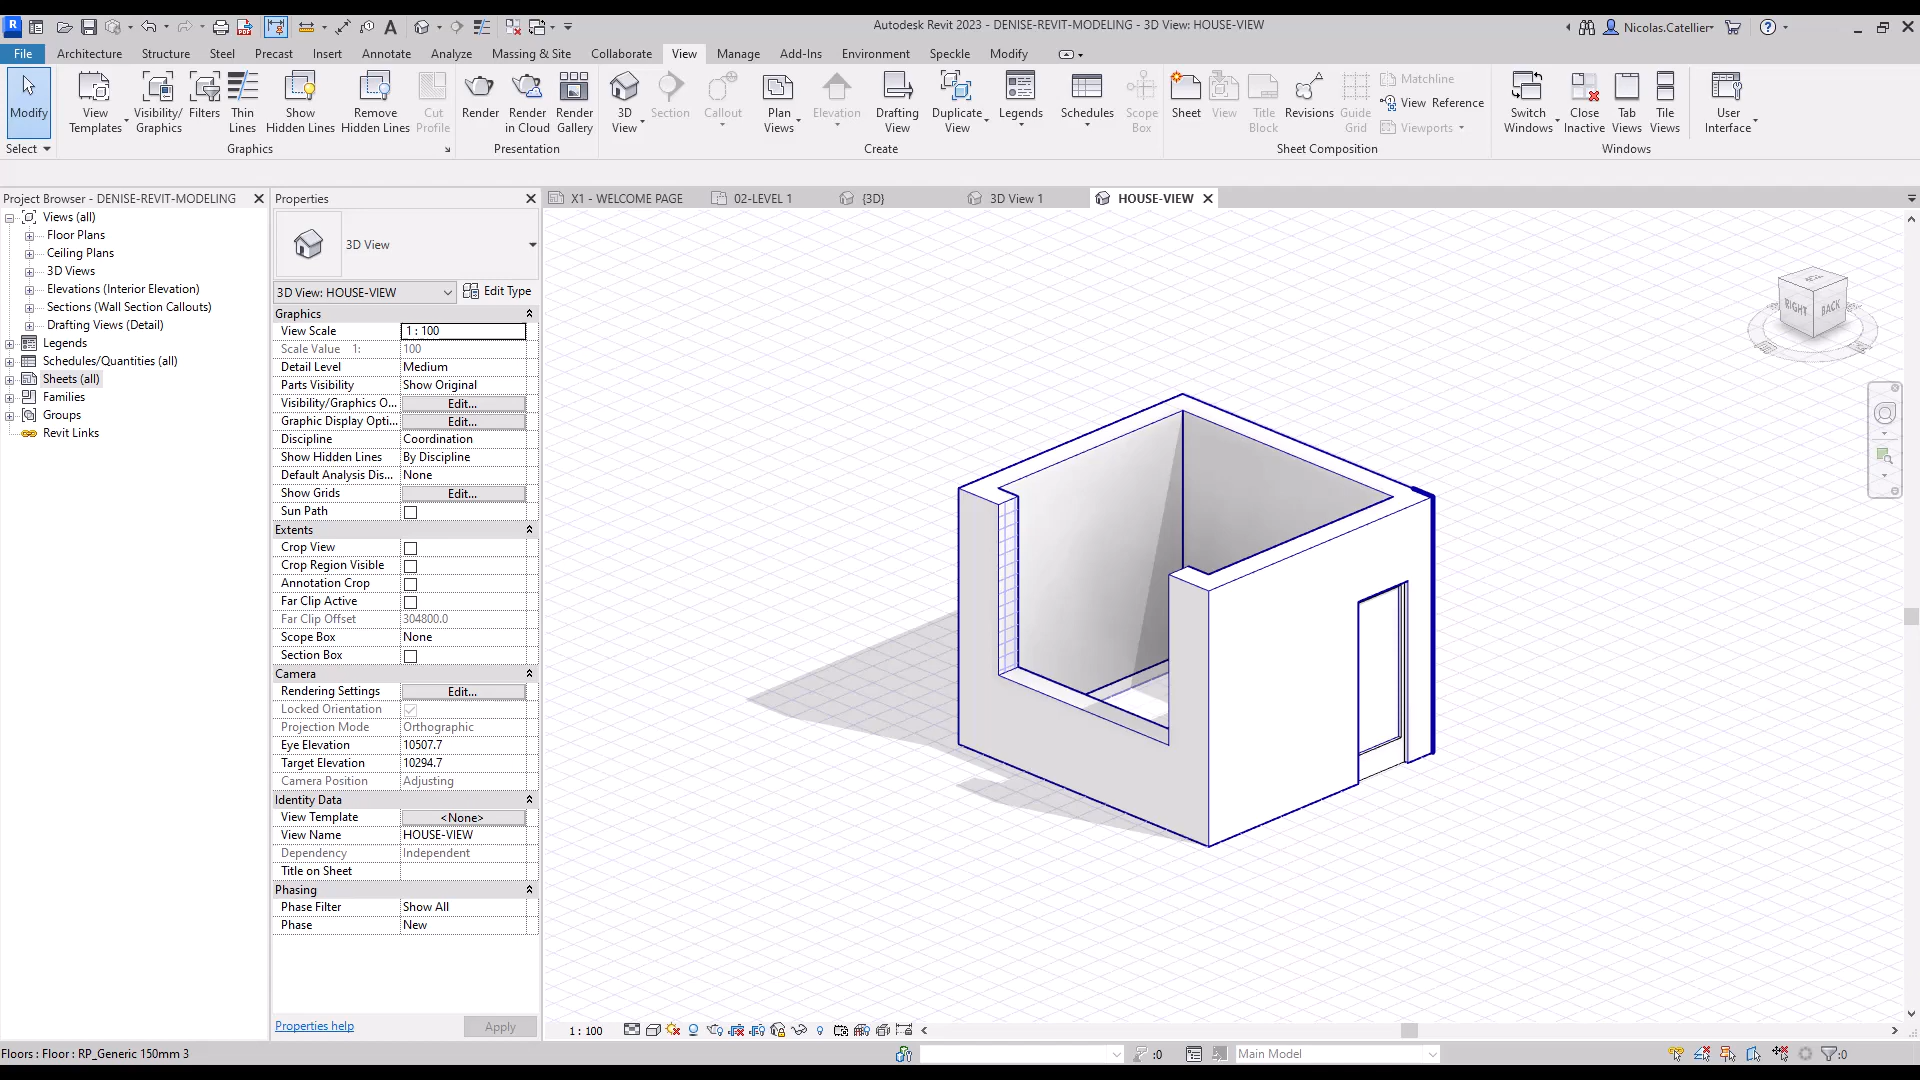 Autodesk Revit 2023 - DENISE-REVIT-MODELING - 3D View: HOUSE-VIEW
Nicolas.Catellier
File Architecture Structure Steel Precast Insert Annotate Analyze Massing & Site Collaborate View Manage Add-Ins Environment Speckle Modify
Modify
View Templates
Visibility/ Graphics
Filters
Thin Lines
Show Hidden Lines
Remove Hidden Lines
Cut Profile
Render
Render in Cloud
Render Gallery
3D View
Section
Callout
Plan Views
Elevation
Drafting View
Duplicate View
Legends
Schedules
Scope Box
Sheet
View
Title Block
Revisions
Guide Grid
Matchline
View Reference
Viewports
Switch Windows
Close Inactive
Tab Views
Tile Views
User Interface
Select
Graphics
Presentation
Create
Sheet Composition
Windows
Project Browser - DENISE-REVIT-MODELING
Views (all)
Floor Plans
Ceiling Plans
3D Views
Elevations (Interior Elevation)
Sections (Wall Section Callouts)
Drafting Views (Detail)
Legends
Schedules/Quantities (all)
Sheets (all)
Families
Groups
Revit Links
Properties
3D View
3D View: HOUSE-VIEW
Edit Type
Graphics
View Scale 1 : 100
Scale Value 1: 100
Detail Level Medium
Parts Visibility Show Original
Visibility/Graphics O... Edit...
Graphic Display Opti... Edit...
Discipline Coordination
Show Hidden Lines By Discipline
Default Analysis Dis... None
Show Grids Edit...
Sun Path
Extents
Crop View
Crop Region Visible
Annotation Crop
Far Clip Active
Far Clip Offset 304800.0
Scope Box None
Section Box
Camera
Rendering Settings Edit...
Locked Orientation
Projection Mode Orthographic
Eye Elevation 10507.7
Target Elevation 10294.7
Camera Position Adjusting
Identity Data
View Template <None>
View Name HOUSE-VIEW
Dependency Independent
Title on Sheet
Phasing
Phase Filter Show All
Phase New
Properties help
Apply
X1 - WELCOME PAGE
02-LEVEL 1
{3D}
3D View 1
HOUSE-VIEW
RIGHT
BACK
1 : 100
Floors : Floor : RP_Generic 150mm 3
:0
Main Model
:0